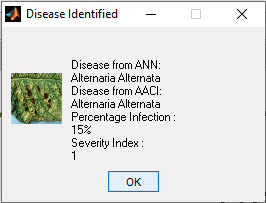 Disease Identified
Disease from ANN:
Alternaria Alternata
Disease from AACI:
Alternaria Alternata
Percentage Infection :
15%
Severity Index :
1
OK